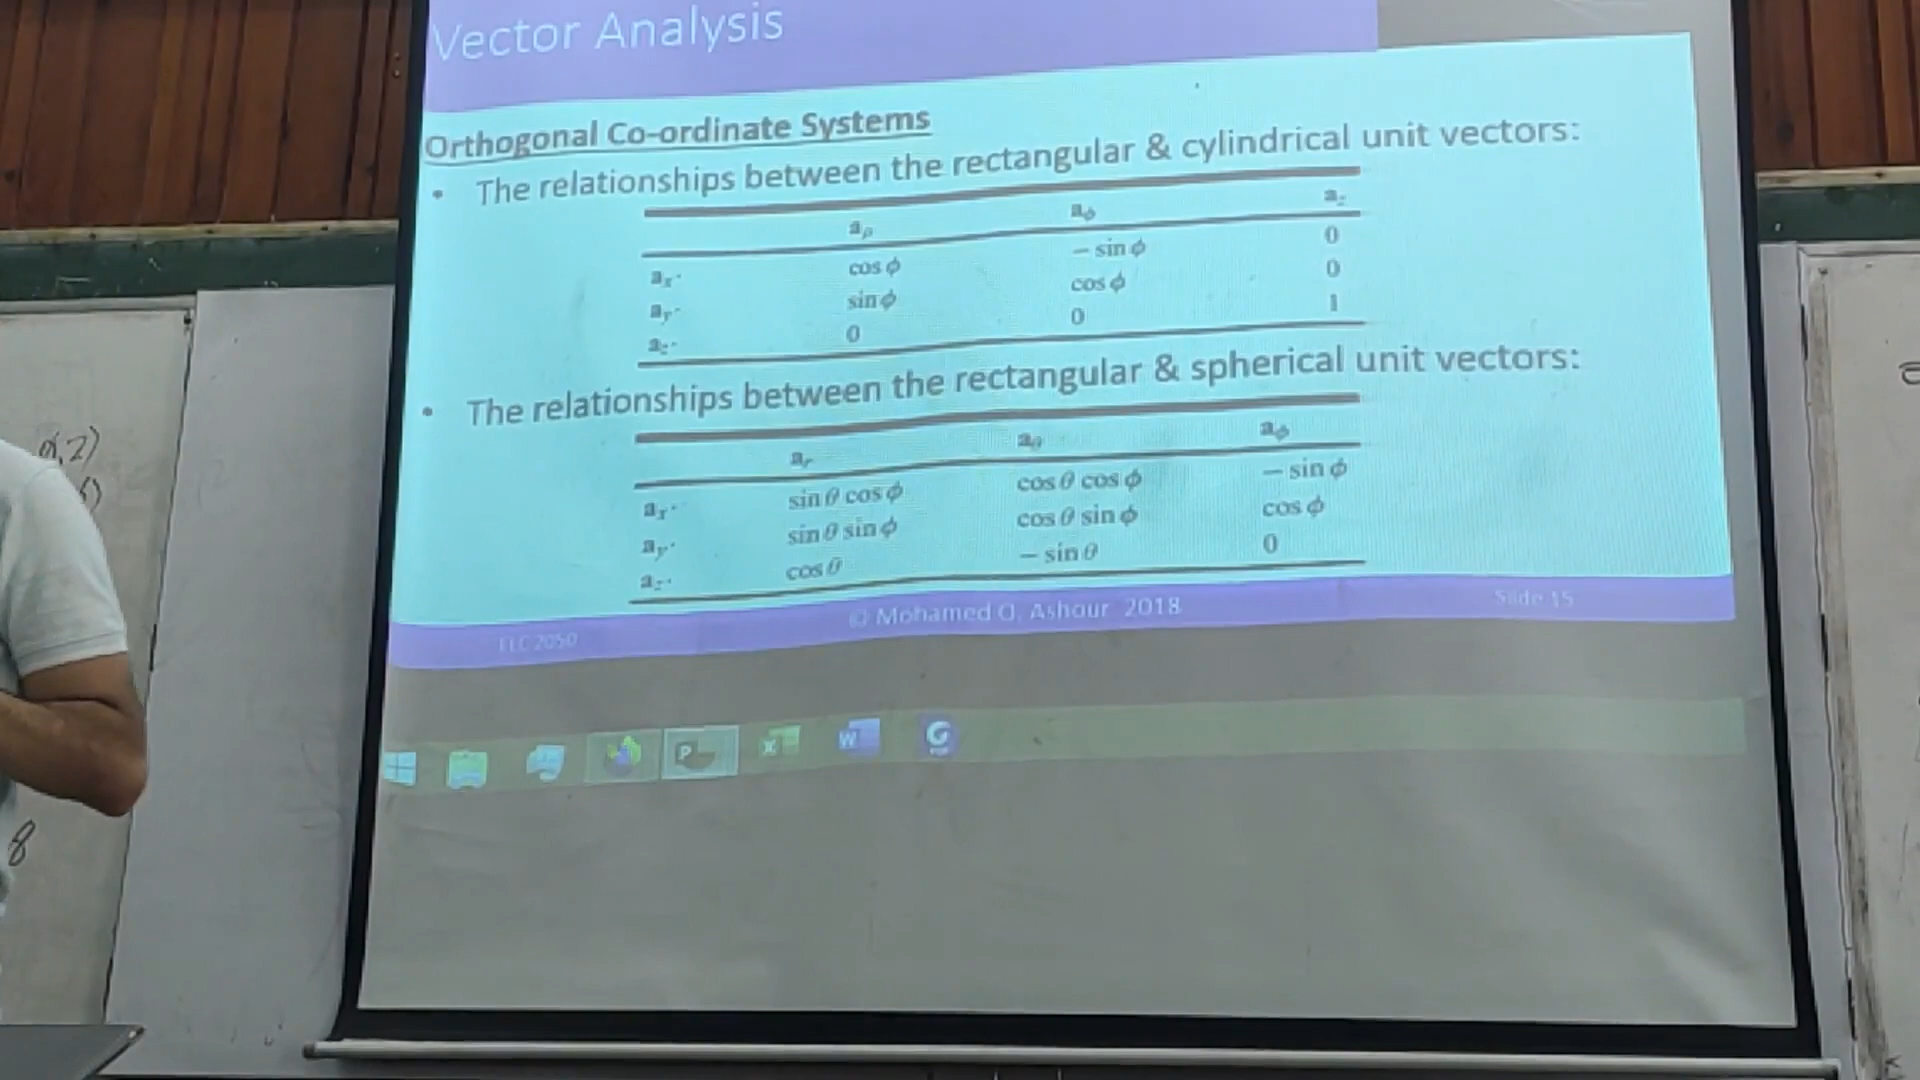 Vector Analysis
Orthogonal Co-ordinate Systems
• The relationships between the rectangular & cylindrical unit vectors:
aρ aϕ az
ax· cos ϕ − sin ϕ 0
ay· sin ϕ cos ϕ 0
az· 0 0 1
• The relationships between the rectangular & spherical unit vectors:
ar aθ aϕ
ax· sin θ cos ϕ cos θ cos ϕ − sin ϕ
ay· sin θ sin ϕ cos θ sin ϕ cos ϕ
az· cos θ − sin θ 0
ELC 2050 © Mohamed O. Ashour 2018 Slide 15
8